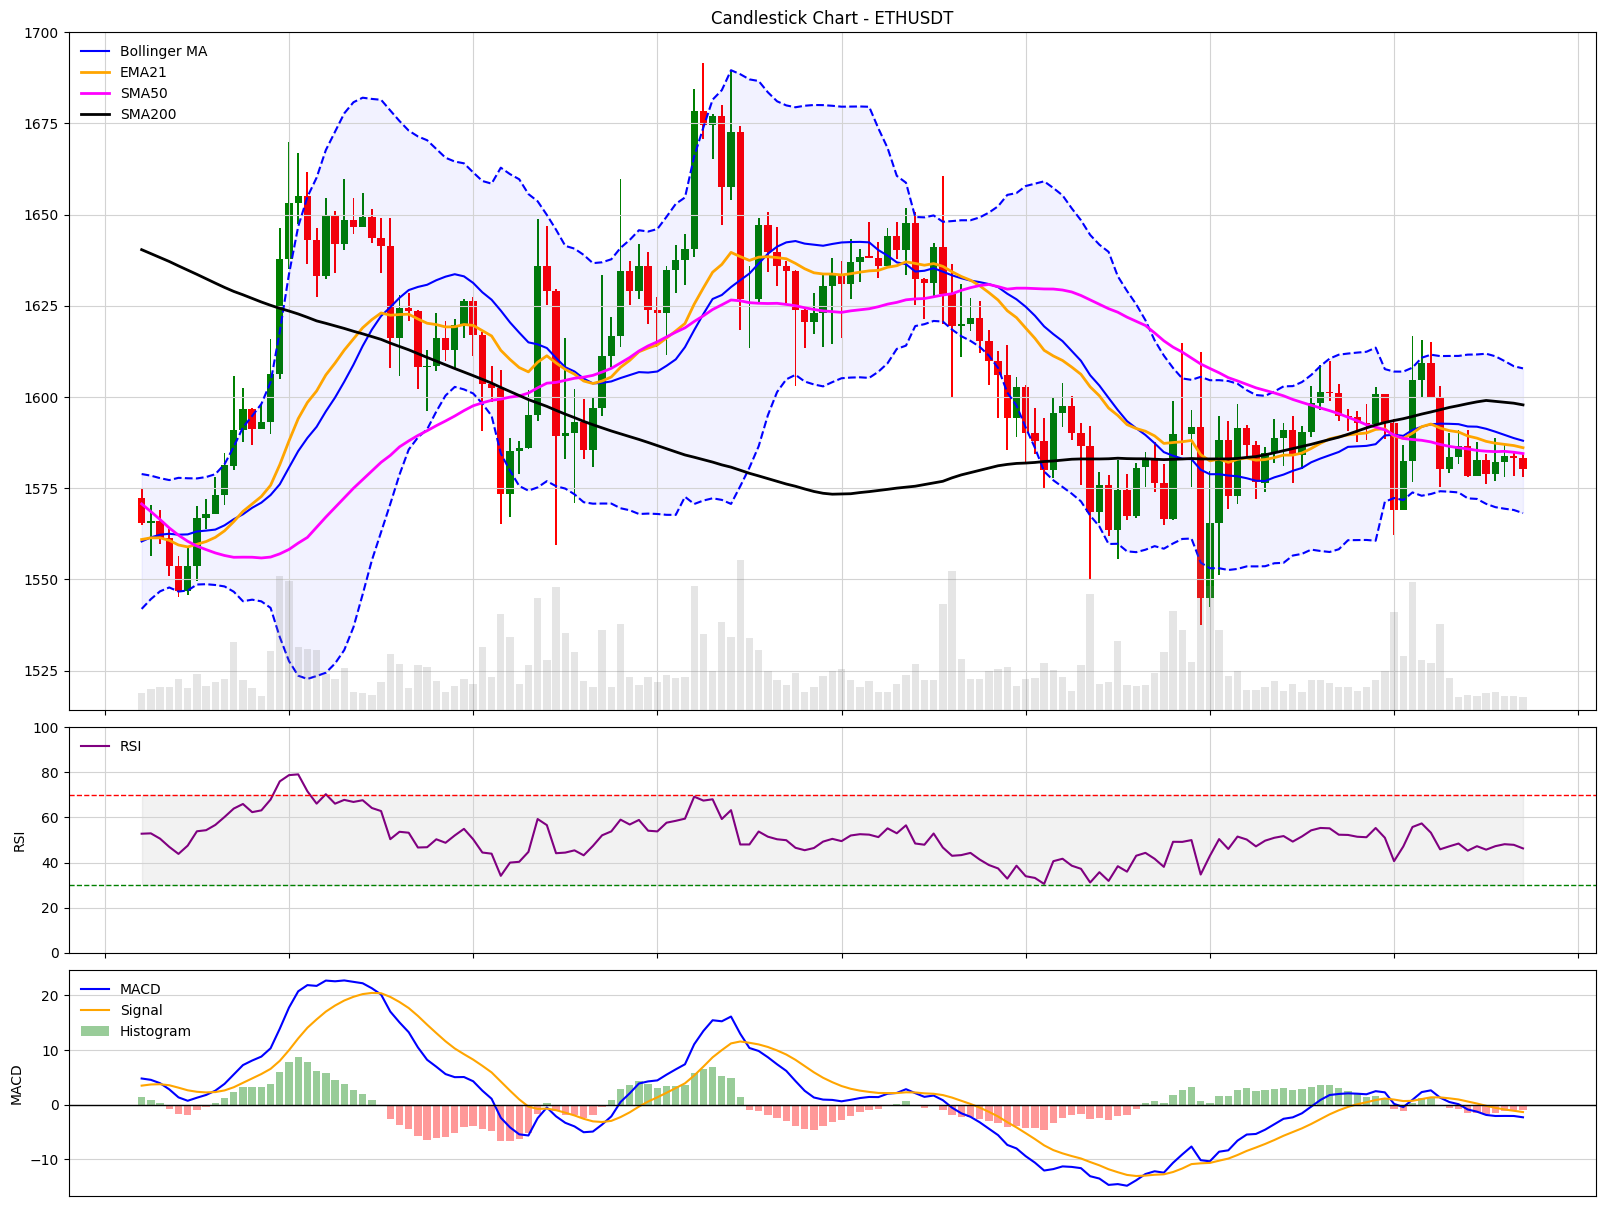 Candlestick Chart - ETHUSDT
1700
1675
1650
1625
1600
1575
1550
1525
Bollinger MA
EMA21
SMA50
SMA200
100
80
60
40
20
0
RSI
RSI
20
10
0
−10
MACD
MACD
Signal
Histogram